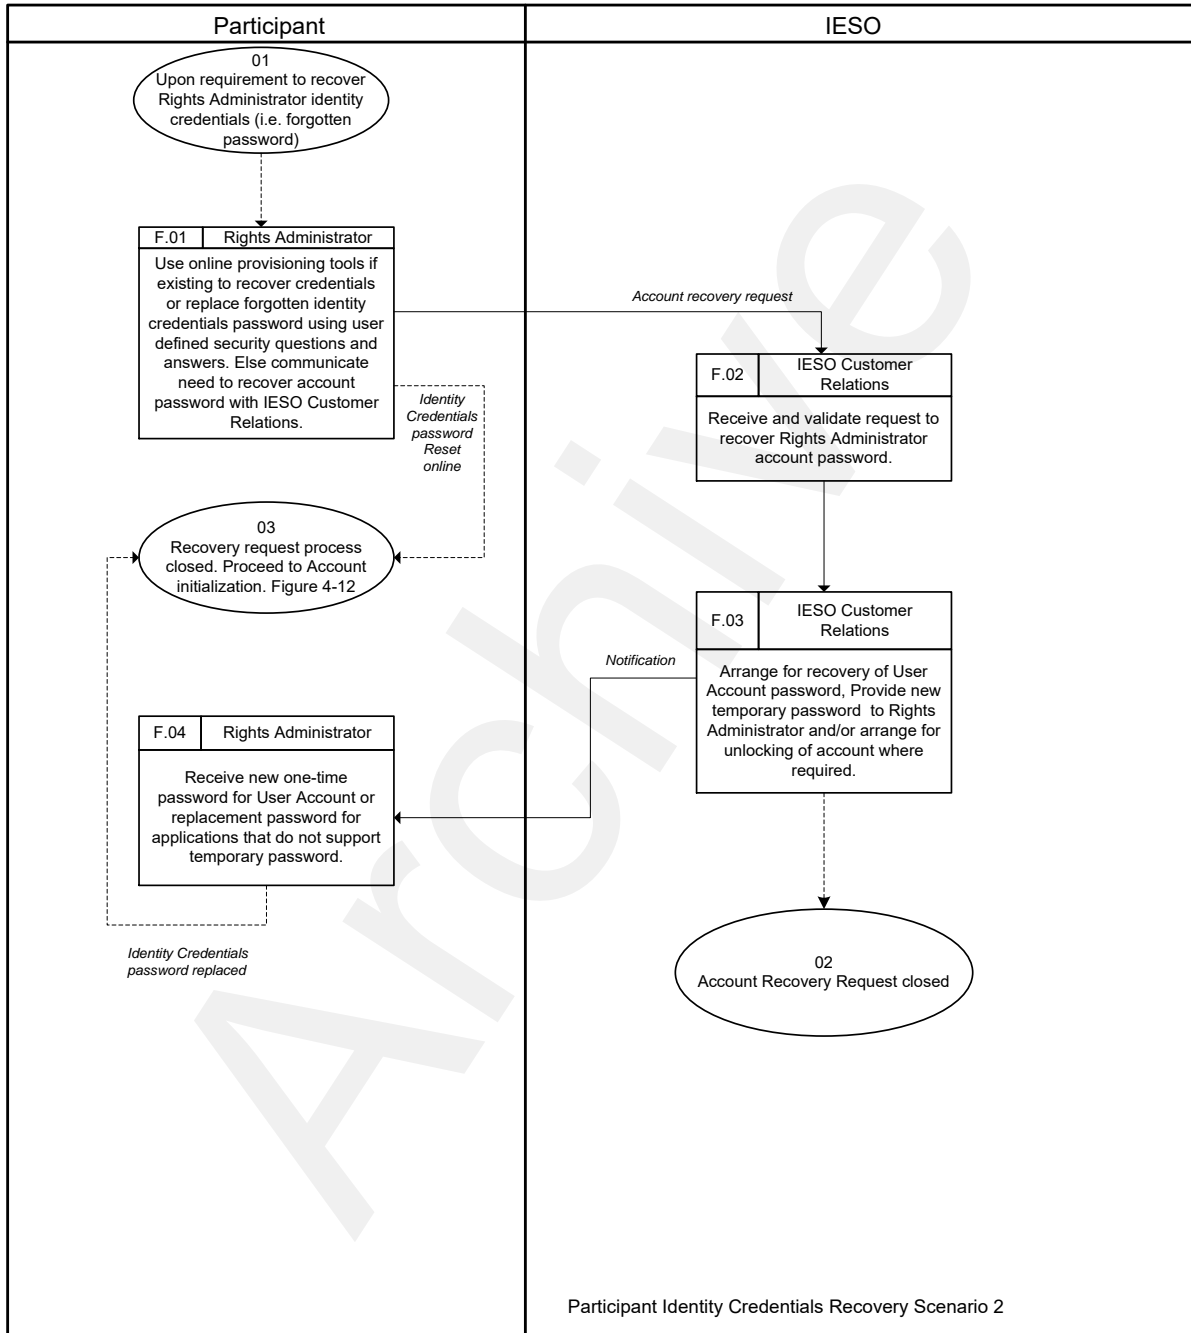 Participant
IESO
01
Upon requirement to recover
Rights Administrator identity
credentials (i.e. forgotten
password)
F.01
Rights Administrator
Use online provisioning tools if
existing to recover credentials
or replace forgotten identity
credentials password using user
defined security questions and
answers. Else communicate
need to recover account
password with IESO Customer
Relations.
Account recovery request
F.02
IESO Customer
Relations
Receive and validate request to
recover Rights Administrator
account password.
Identity
Credentials
password
Reset
online
03
Recovery request process
closed. Proceed to Account
initialization. Figure 4-12
F.03
IESO Customer
Relations
Arrange for recovery of User
Account password, Provide new
temporary password  to Rights
Administrator and/or arrange for
unlocking of account where
required.
Notification
F.04
Rights Administrator
Receive new one-time
password for User Account or
replacement password for
applications that do not support
temporary password.
Identity Credentials
password replaced
02
Account Recovery Request closed
Participant Identity Credentials Recovery Scenario 2
Archive